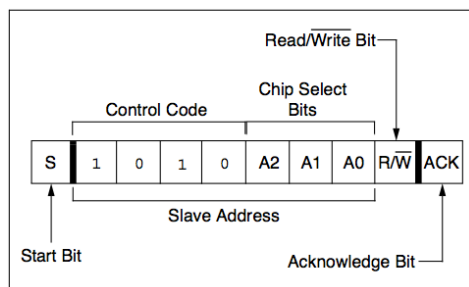 Read/Write Bit
Chip Select
Control Code Bits
S 1 0 1 0 A2 A1 A0 R/W ACK
Slave Address
Start Bit
Acknowledge Bit